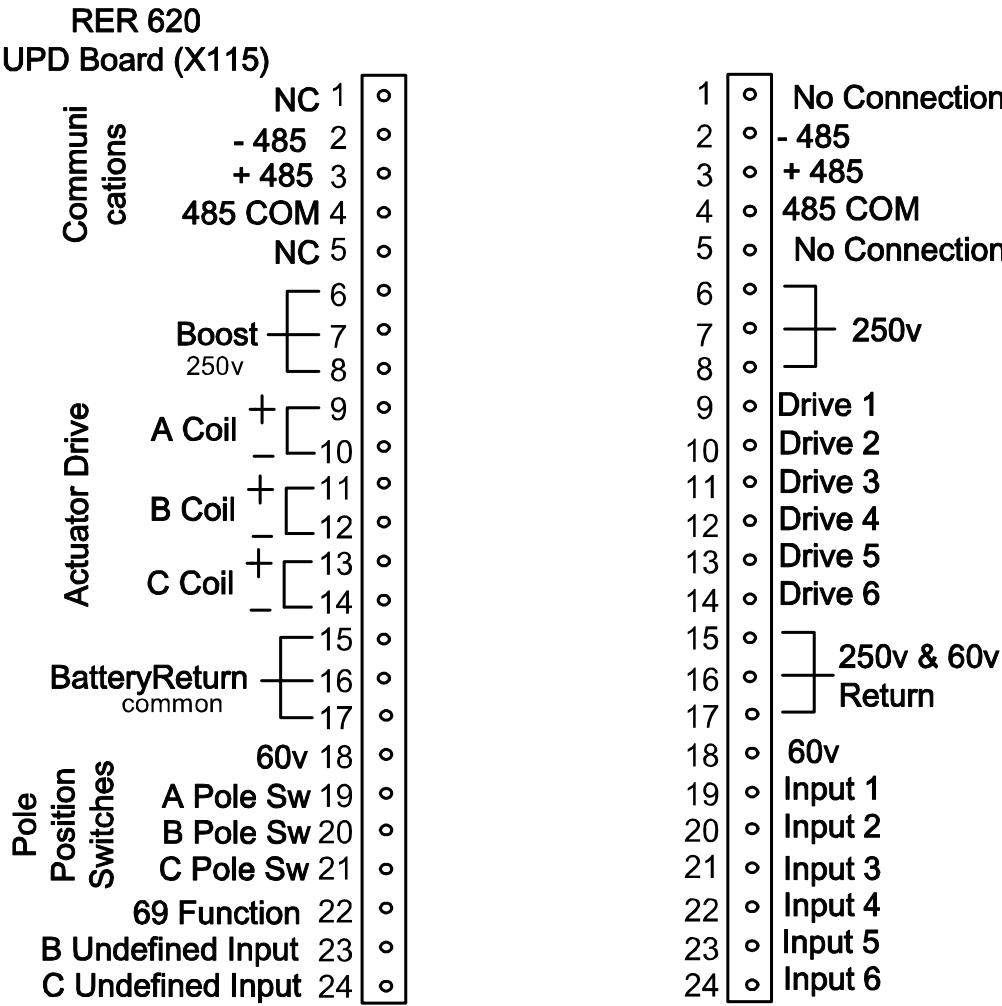 RER 620
UPD Board (X115)
Communi
cations
NC 1
- 485 2
+ 485 3
485 COM 4
NC 5
6
Boost 7
250v
8
Actuator Drive
+ 9
A Coil
– 10
+ 11
B Coil
– 12
+ 13
C Coil
– 14
15
BatteryReturn 16
common
17
60v 18
Pole
Position
Switches
A Pole Sw 19
B Pole Sw 20
C Pole Sw 21
69 Function 22
B Undefined Input 23
C Undefined Input 24
1 No Connection
2 - 485
3 + 485
4 485 COM
5 No Connection
6
7 250v
8
9 Drive 1
10 Drive 2
11 Drive 3
12 Drive 4
13 Drive 5
14 Drive 6
15
16 250v & 60v
Return
17
18 60v
19 Input 1
20 Input 2
21 Input 3
22 Input 4
23 Input 5
24 Input 6